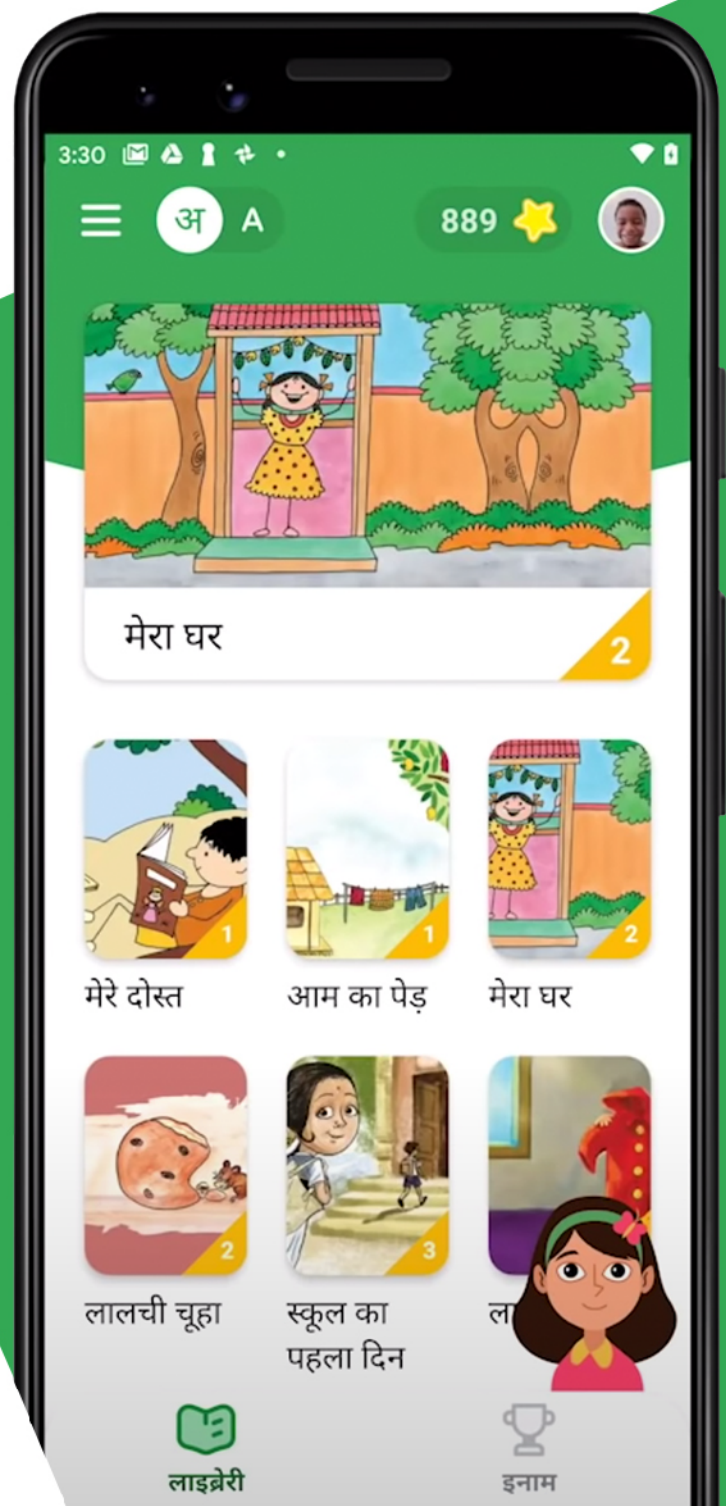 3:30
अ A 889
मेरा घर
2
1
1
2
मेरे दोस्त
आम का पेड़
मेरा घर
2
3
लालची चूहा
स्कूल का
पहला दिन
लाइब्रेरी
इनाम